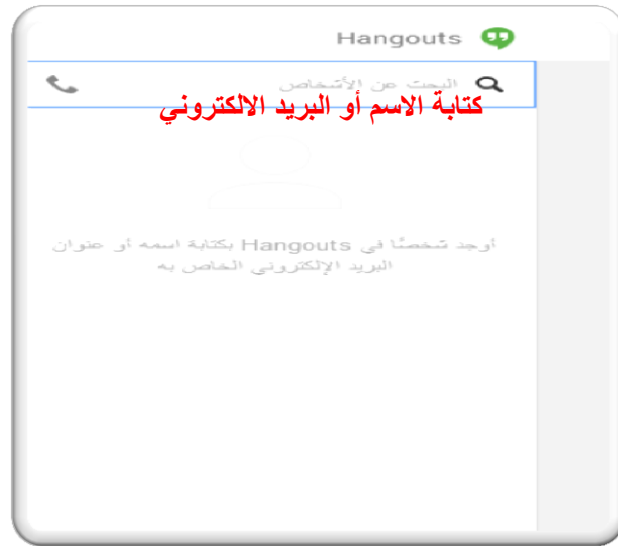 Hangouts
البحث عن الأشخاص
كتابة الاسم أو البريد الالكتروني
أوجد شخصًا في Hangouts بكتابة اسمه أو عنوان
البريد الإلكتروني الخاص به